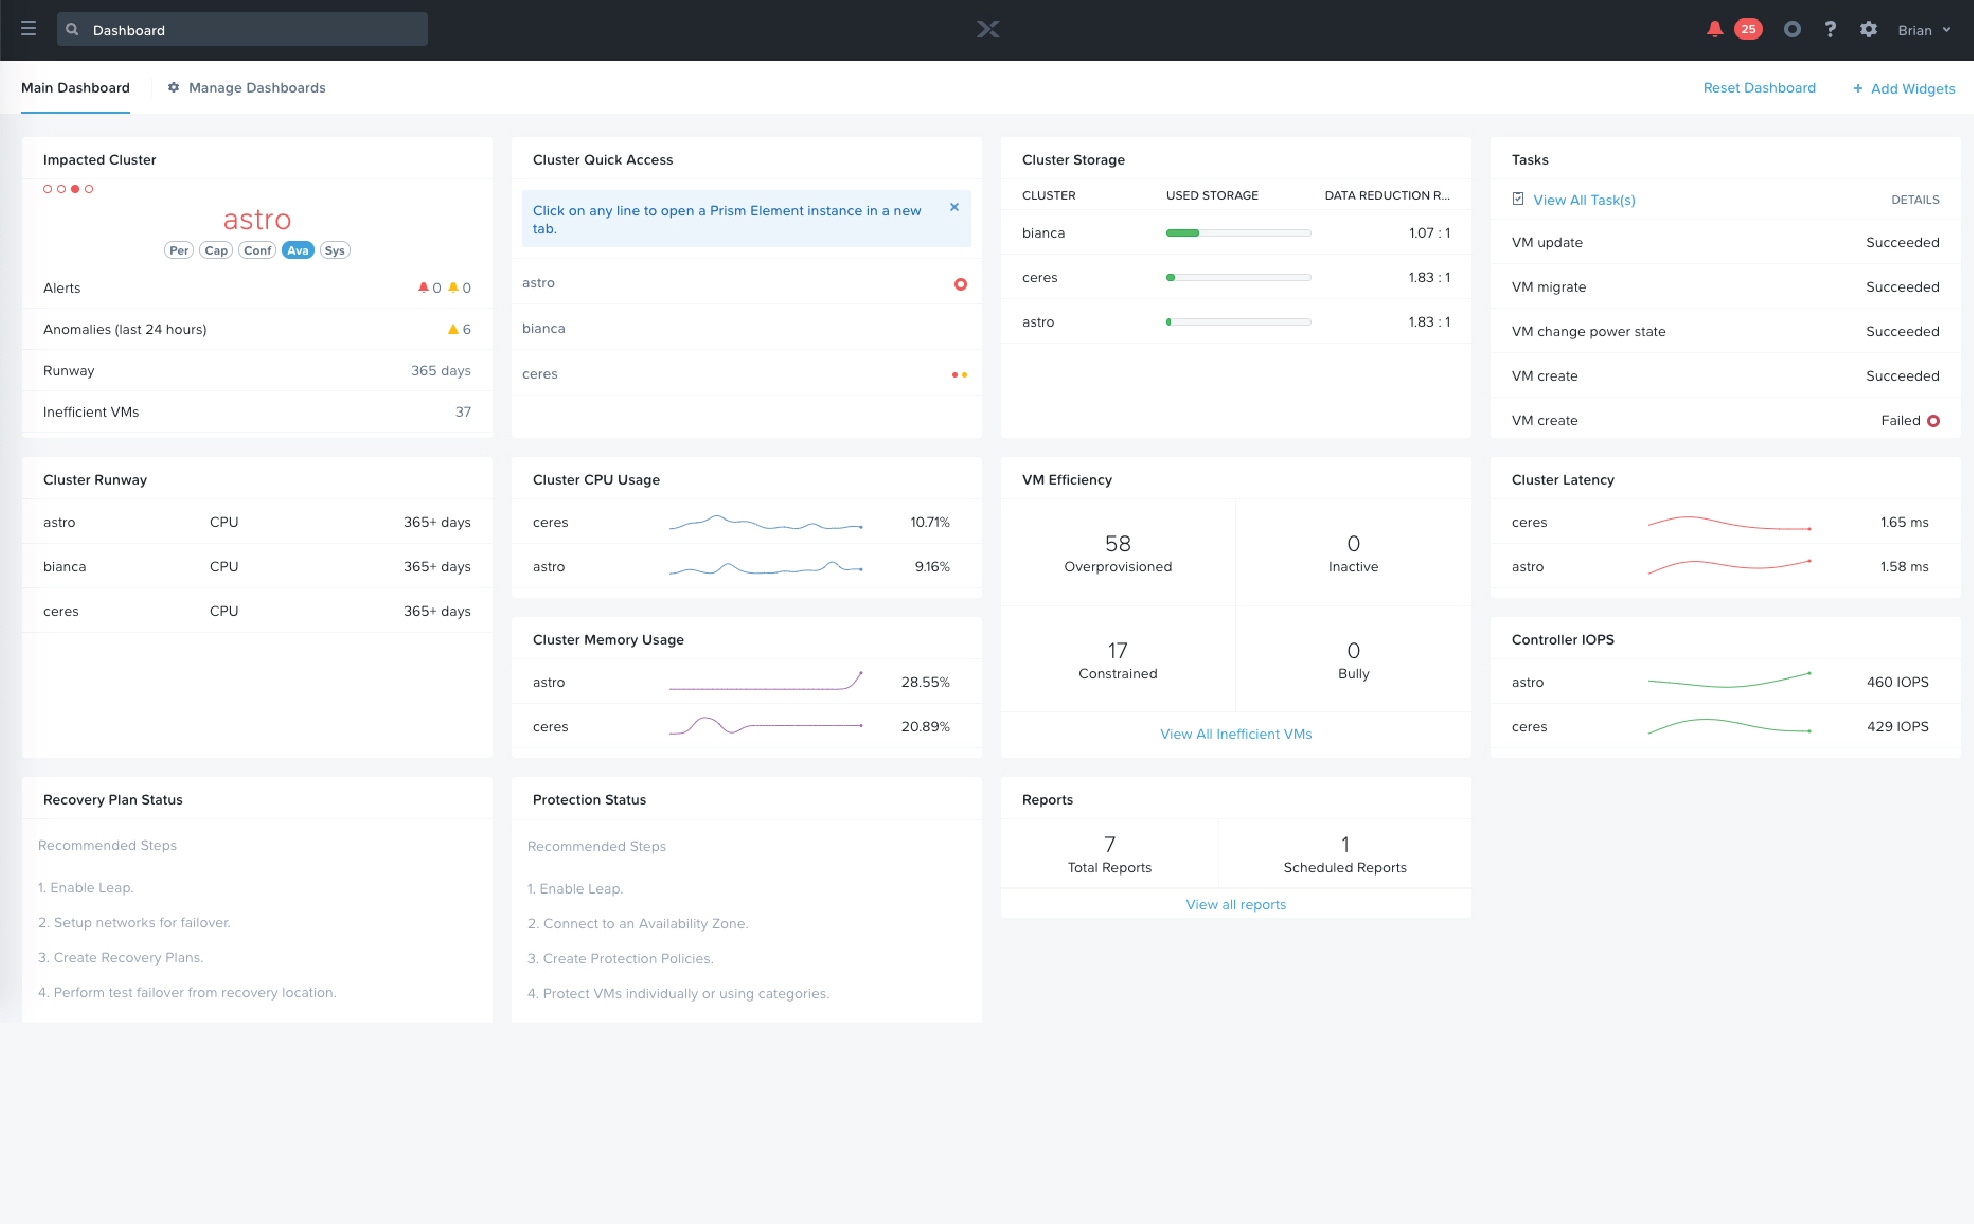 Dashboard
25
?
Brian
Main Dashboard
Manage Dashboards
Reset Dashboard
+ Add Widgets
Impacted Cluster
astro
Per Cap Conf Ava Sys
Alerts 0 0
Anomalies (last 24 hours) 6
Runway 365 days
Inefficient VMs 37
Cluster Quick Access
Click on any line to open a Prism Element instance in a new
tab.
astro
bianca
ceres
Cluster Storage
CLUSTER USED STORAGE DATA REDUCTION R...
bianca 1.07 : 1
ceres 1.83 : 1
astro 1.83 : 1
Tasks
View All Task(s) DETAILS
VM update Succeeded
VM migrate Succeeded
VM change power state Succeeded
VM create Succeeded
VM create Failed
Cluster Runway
astro CPU 365+ days
bianca CPU 365+ days
ceres CPU 365+ days
Cluster CPU Usage
ceres 10.71%
astro 9.16%
Cluster Memory Usage
astro 28.55%
ceres 20.89%
VM Efficiency
58
Overprovisioned
0
Inactive
17
Constrained
0
Bully
View All Inefficient VMs
Cluster Latency
ceres 1.65 ms
astro 1.58 ms
Controller IOPS
astro 460 IOPS
ceres 429 IOPS
Recovery Plan Status
Recommended Steps
1. Enable Leap.
2. Setup networks for failover.
3. Create Recovery Plans.
4. Perform test failover from recovery location.
Protection Status
Recommended Steps
1. Enable Leap.
2. Connect to an Availability Zone.
3. Create Protection Policies.
4. Protect VMs individually or using categories.
Reports
7
Total Reports
1
Scheduled Reports
View all reports